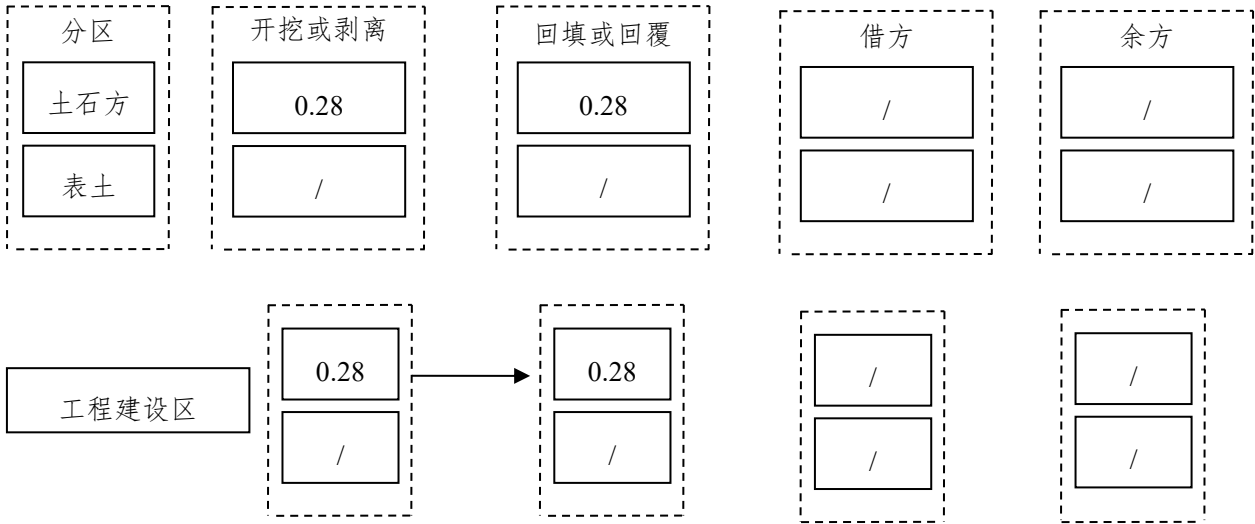 分区 开挖或剥离 回填或回覆 借方 余方
土石方 0.28 0.28 / /
表土 / / / /
工程建设区 0.28 0.28 / /
/ / / /